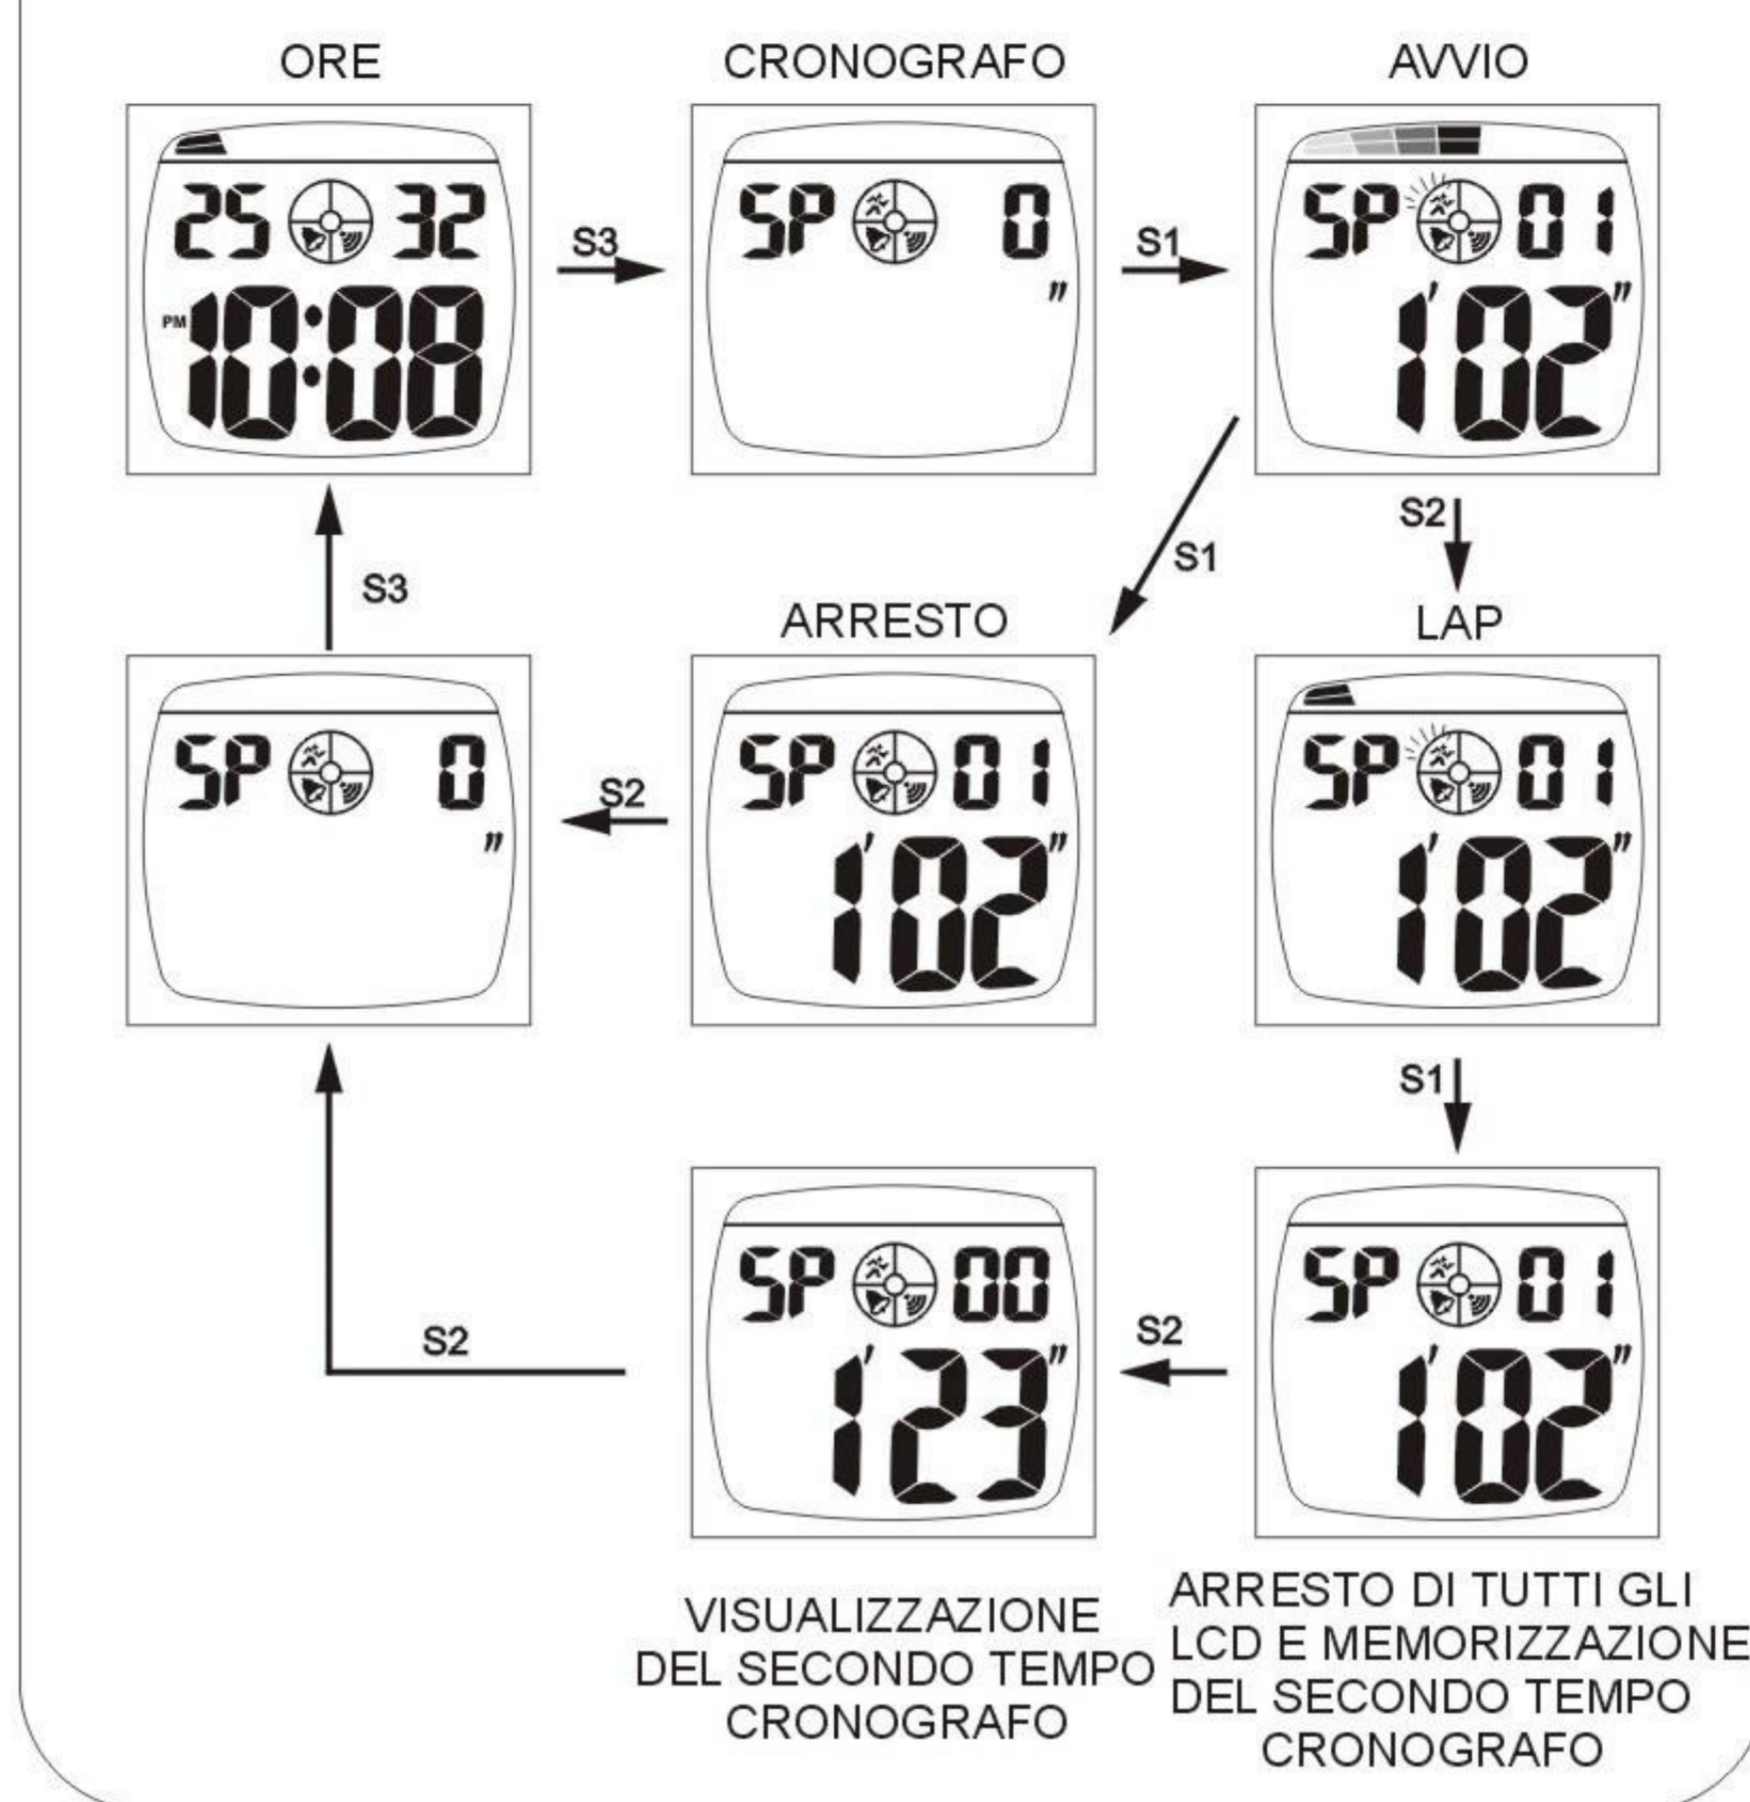 ORE
CRONOGRAFO
AVVIO
25 32
PM 10:08
S3
SP 0
"
S1
SP 01
1'02"
S1
S2
S3
ARRESTO
LAP
SP 0
"
S2
SP 01
1'02"
SP 01
1'02"
S1
S2
SP 00
1'23"
S2
SP 01
1'02"
VISUALIZZAZIONE
DEL SECONDO TEMPO
CRONOGRAFO
ARRESTO DI TUTTI GLI
LCD E MEMORIZZAZIONE
DEL SECONDO TEMPO
CRONOGRAFO